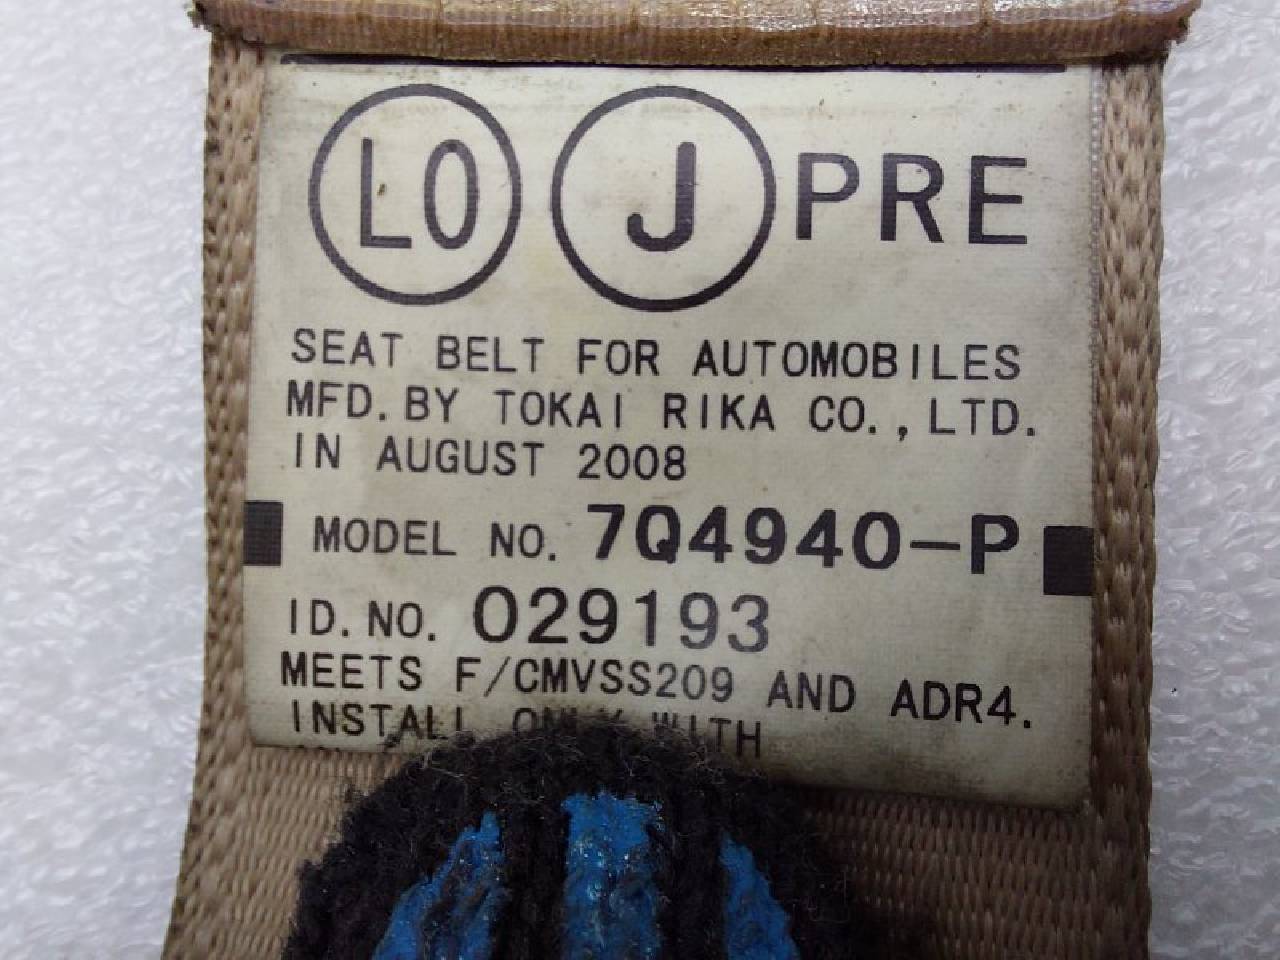 LO J PRE
SEAT BELT FOR AUTOMOBILES
MFD. BY TOKAI RIKA CO., LTD.
IN AUGUST 2008
MODEL NO. 7Q4940-P
ID. NO. 029193
MEETS F/CMVSS209 AND ADR4.
INSTALL ONLY WITH